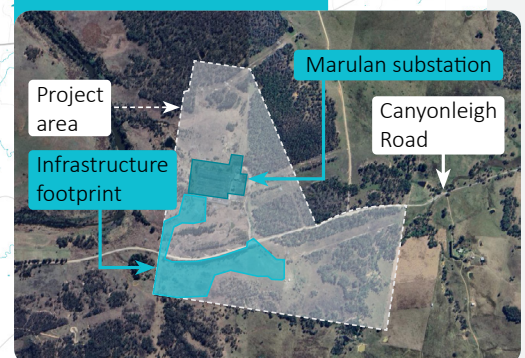 Marulan substation
Project
area
Canyonleigh
Road
Infrastructure
footprint